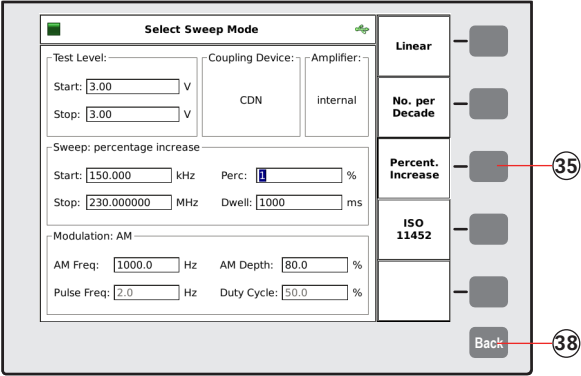 Select Sweep Mode
Test Level:
Start: 3.00 V
Stop: 3.00 V
Coupling Device:
CDN
Amplifier:
internal
Sweep: percentage increase
Start: 150.000 kHz Perc: 1 %
Stop: 230.000000 MHz Dwell: 1000 ms
Modulation: AM
AM Freq: 1000.0 Hz AM Depth: 80.0 %
Pulse Freq: 2.0 Hz Duty Cycle: 50.0 %
Linear
No. per
Decade
Percent.
Increase
ISO
11452
35
Back
38